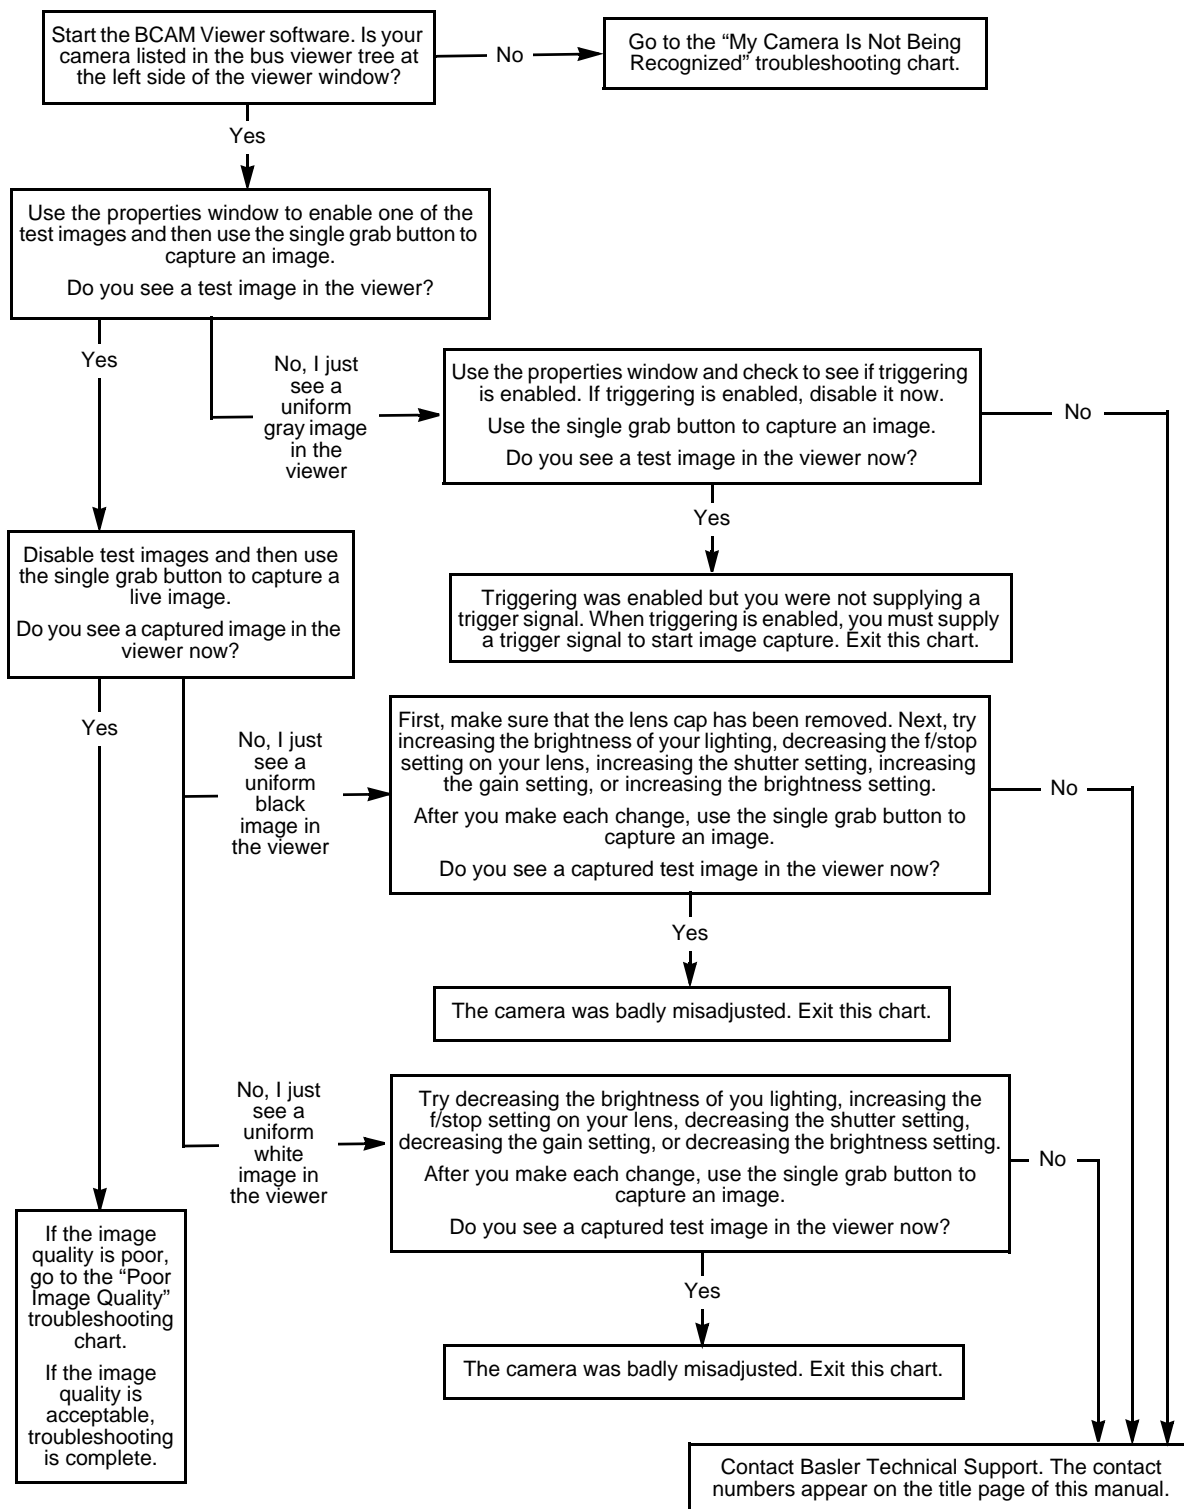 Start the BCAM Viewer software. Is your
camera listed in the bus viewer tree at
the left side of the viewer window?
No
Go to the “My Camera Is Not Being
Recognized” troubleshooting chart.
Yes
Use the properties window to enable one of the
test images and then use the single grab button to
capture an image.
Do you see a test image in the viewer?
Yes
No, I just
see a
uniform
gray image
in the
viewer
Use the properties window and check to see if triggering
is enabled. If triggering is enabled, disable it now.
Use the single grab button to capture an image.
Do you see a test image in the viewer now?
No
Yes
Triggering was enabled but you were not supplying a
trigger signal. When triggering is enabled, you must supply
a trigger signal to start image capture. Exit this chart.
Disable test images and then use
the single grab button to capture a
live image.
Do you see a captured image in the
viewer now?
Yes
No, I just
see a
uniform
black
image in
the viewer
First, make sure that the lens cap has been removed. Next, try
increasing the brightness of your lighting, decreasing the f/stop
setting on your lens, increasing the shutter setting, increasing
the gain setting, or increasing the brightness setting.
After you make each change, use the single grab button to
capture an image.
Do you see a captured test image in the viewer now?
No
Yes
The camera was badly misadjusted. Exit this chart.
No, I just
see a
uniform
white
image in
the viewer
Try decreasing the brightness of you lighting, increasing the
f/stop setting on your lens, decreasing the shutter setting,
decreasing the gain setting, or decreasing the brightness setting.
After you make each change, use the single grab button to
capture an image.
Do you see a captured test image in the viewer now?
No
Yes
The camera was badly misadjusted. Exit this chart.
If the image
quality is poor,
go to the “Poor
Image Quality”
troubleshooting
chart.
If the image
quality is
acceptable,
troubleshooting
is complete.
Contact Basler Technical Support. The contact
numbers appear on the title page of this manual.